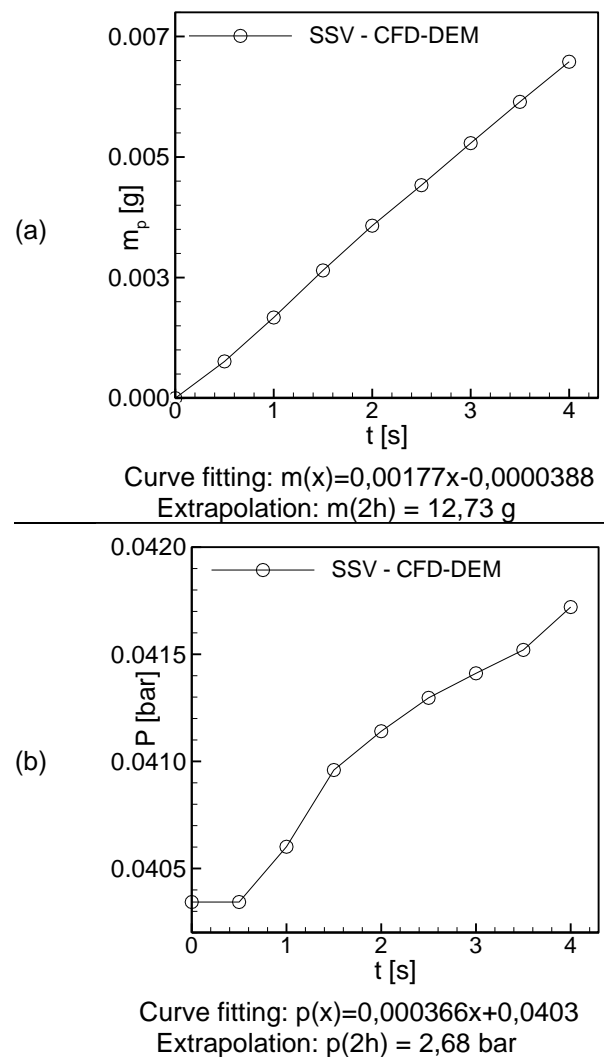 0.007
SSV - CFD-DEM
0.005
(a)
m_p [g]
0.003
0.000
0 1 2 3 4
t [s]
Curve fitting: m(x)=0,00177x-0,0000388
Extrapolation: m(2h) = 12,73 g
0.0420
SSV - CFD-DEM
0.0415
P [bar]
(b)
0.0410
0.0405
0 1 2 3 4
t [s]
Curve fitting: p(x)=0,000366x+0,0403
Extrapolation: p(2h) = 2,68 bar